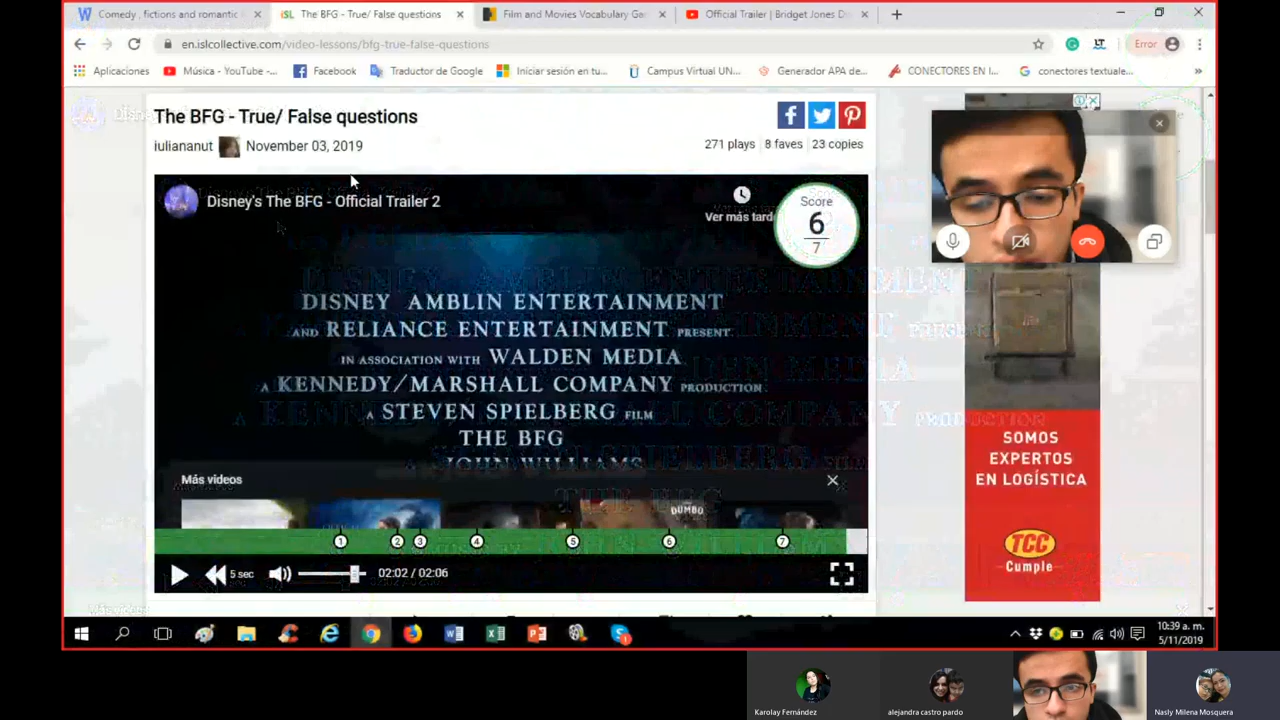 Comedy , fictions and romantic
The BFG - True/ False questions
Film and Movies Vocabulary Ga
Official Trailer | Bridget Jones D
en.islcollective.com/video-lessons/bfg-true-false-questions
Error
Aplicaciones
Música - YouTube -...
Facebook
Traductor de Google
Iniciar sesión en tu...
Campus Virtual UN...
Generador APA de...
CONECTORES EN I...
conectores textuale...
The BFG - True/ False questions
iuliananut November 03, 2019
271 plays 8 faves 23 copies
Disney's The BFG - Official Trailer 2
Ver más tard
Score
6
7
DISNEY AMBLIN ENTERTAINMENT
AND RELIANCE ENTERTAINMENT PRESENT
IN ASSOCIATION WITH WALDEN MEDIA
A KENNEDY/MARSHALL COMPANY PRODUCTION
A STEVEN SPIELBERG FILM
THE BFG
JOHN WILLIAMS
Más videos
DUMBO
1 2 3 4 5 6 7
5 sec
02:02 / 02:06
SOMOS
EXPERTOS
EN LOGÍSTICA
TCC
Cumple
10:39 a. m.
5/11/2019
Karolay Fernández
alejandra castro pardo
Nasly Milena Mosquera